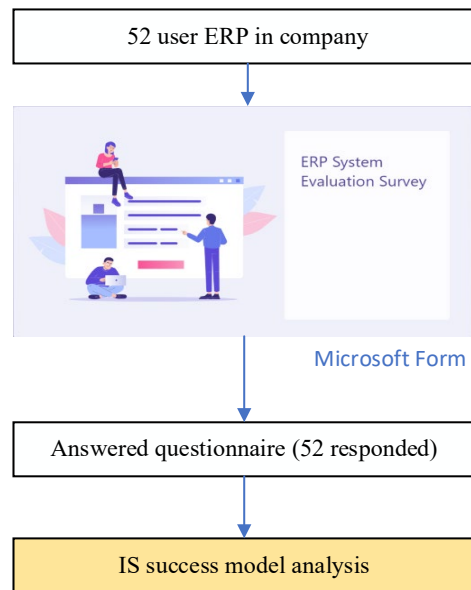 52 user ERP in company
ERP System
Evaluation Survey
Microsoft Form
Answered questionnaire (52 responded)
IS success model analysis